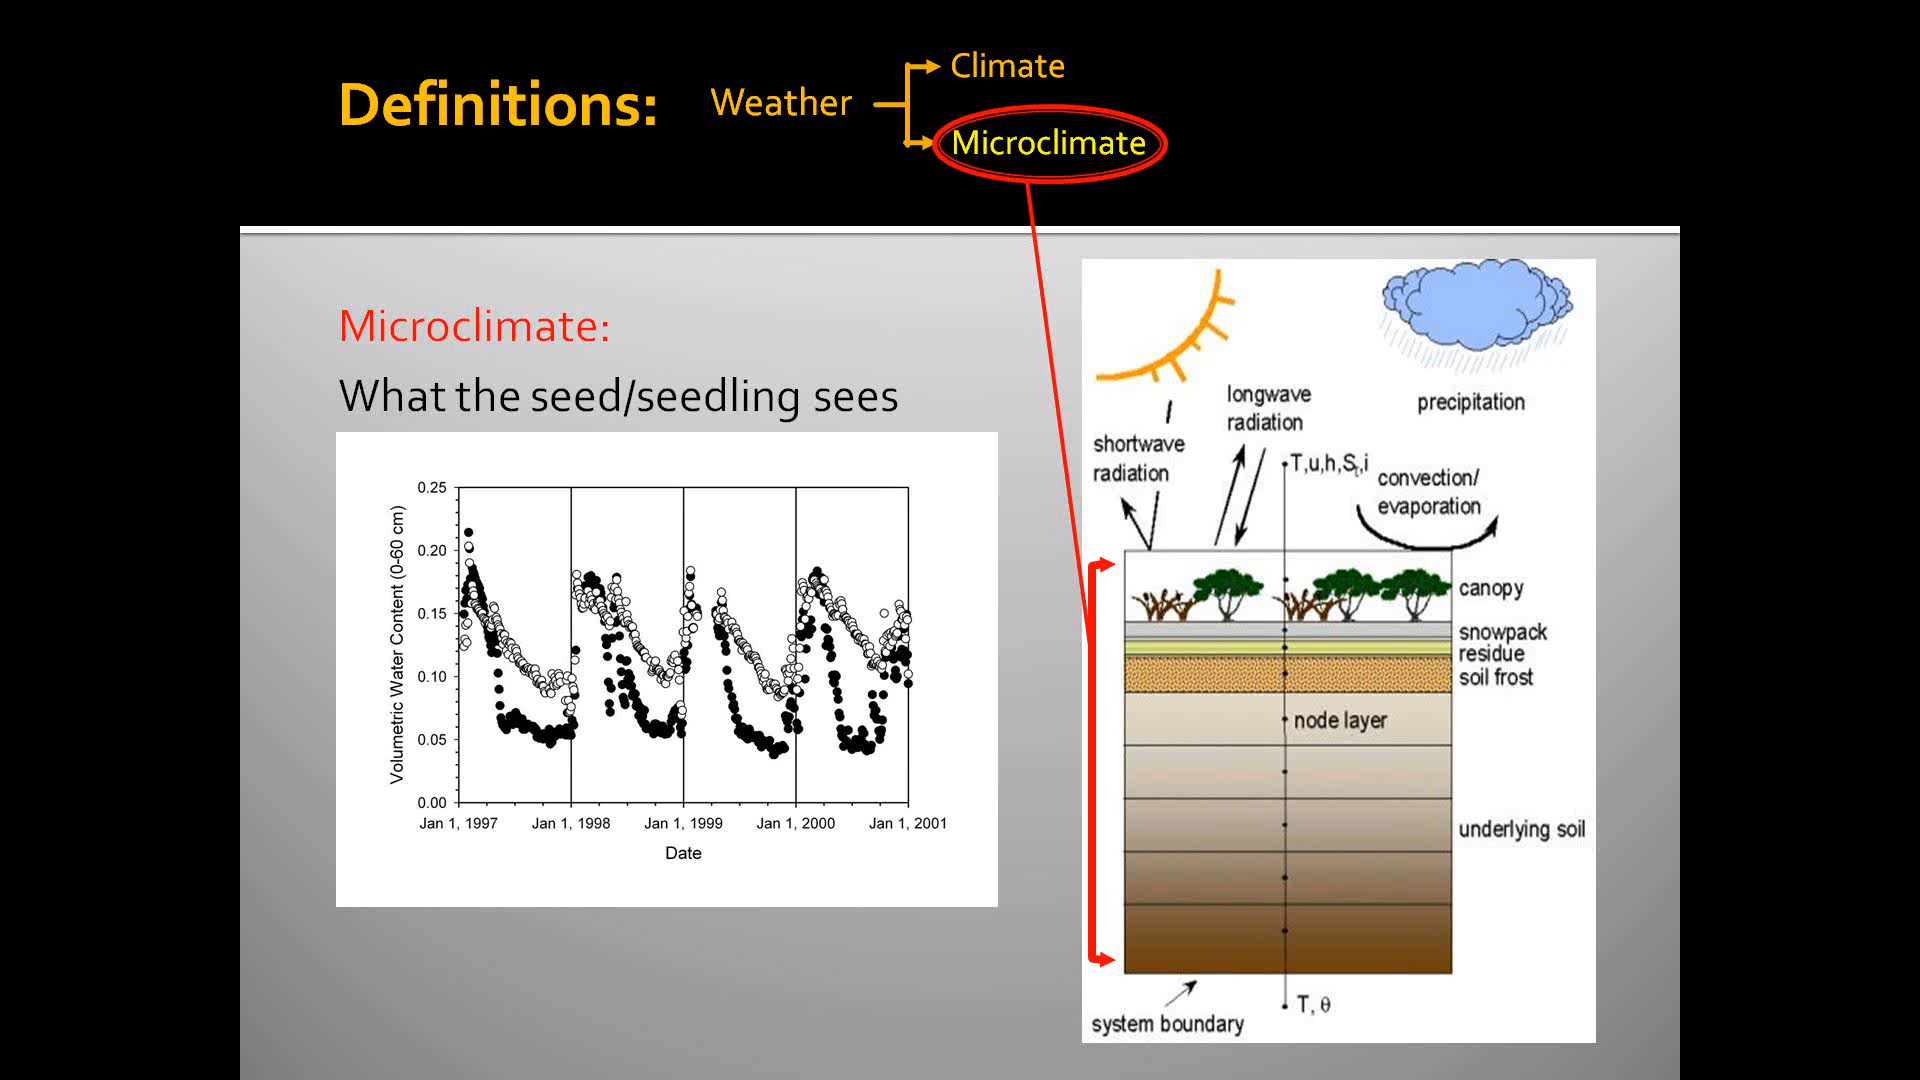 Definitions:
Weather
Climate
Microclimate
Microclimate:
What the seed/seedling sees
Volumetric Water Content (0-60 cm)
0.25
0.20
0.15
0.10
0.05
0.00
Jan 1, 1997
Jan 1, 1998
Jan 1, 1999
Jan 1, 2000
Jan 1, 2001
Date
precipitation
longwave
radiation
shortwave
radiation
T,u,h,St,i
convection/
evaporation
canopy
snowpack
residue
soil frost
node layer
underlying soil
T, θ
system boundary